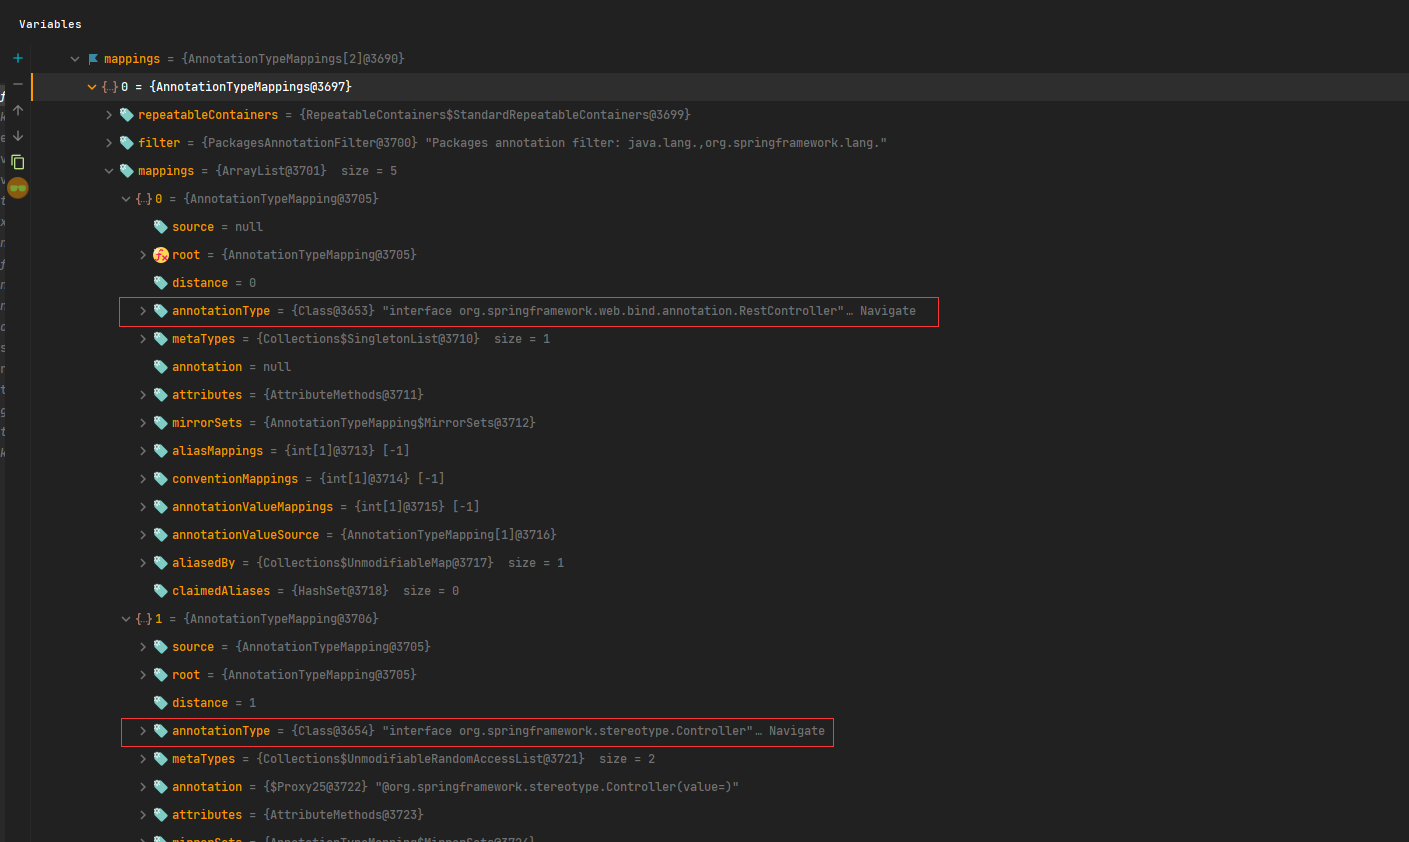 Variables
mappings = {AnnotationTypeMappings[2]@3690}
{..} 0 = {AnnotationTypeMappings@3697}
repeatableContainers = {RepeatableContainers$StandardRepeatableContainers@3699}
filter = {PackagesAnnotationFilter@3700} "Packages annotation filter: java.lang.,org.springframework.lang."
mappings = {ArrayList@3701} size = 5
{..} 0 = {AnnotationTypeMapping@3705}
source = null
root = {AnnotationTypeMapping@3705}
distance = 0
annotationType = {Class@3653} "interface org.springframework.web.bind.annotation.RestController"… Navigate
metaTypes = {Collections$SingletonList@3710} size = 1
annotation = null
attributes = {AttributeMethods@3711}
mirrorSets = {AnnotationTypeMapping$MirrorSets@3712}
aliasMappings = {int[1]@3713} [-1]
conventionMappings = {int[1]@3714} [-1]
annotationValueMappings = {int[1]@3715} [-1]
annotationValueSource = {AnnotationTypeMapping[1]@3716}
aliasedBy = {Collections$UnmodifiableMap@3717} size = 1
claimedAliases = {HashSet@3718} size = 0
{..} 1 = {AnnotationTypeMapping@3706}
source = {AnnotationTypeMapping@3705}
root = {AnnotationTypeMapping@3705}
distance = 1
annotationType = {Class@3654} "interface org.springframework.stereotype.Controller"… Navigate
metaTypes = {Collections$UnmodifiableRandomAccessList@3721} size = 2
annotation = {$Proxy25@3722} "@org.springframework.stereotype.Controller(value=)"
attributes = {AttributeMethods@3723}
mirrorSets = {AnnotationTypeMapping$MirrorSets@3724}